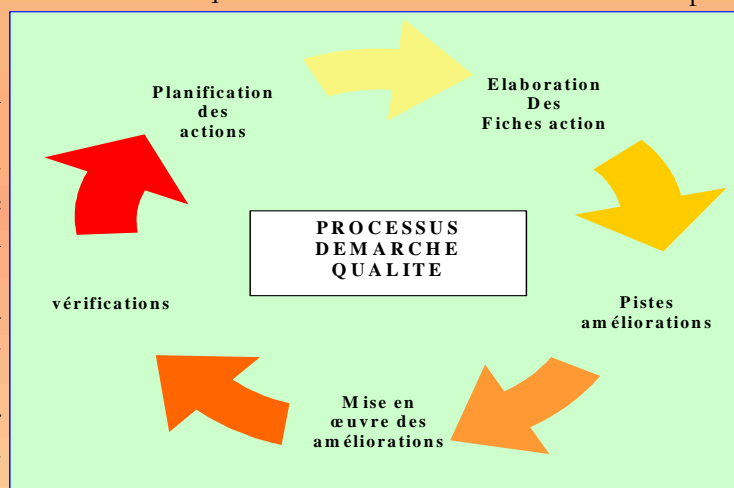 Planification
des
actions
Elaboration
Des
Fiches action
PROCESSUS
DEMARCHE
QUALITE
Pistes
améliorations
Mise en
œuvre des
améliorations
vérifications